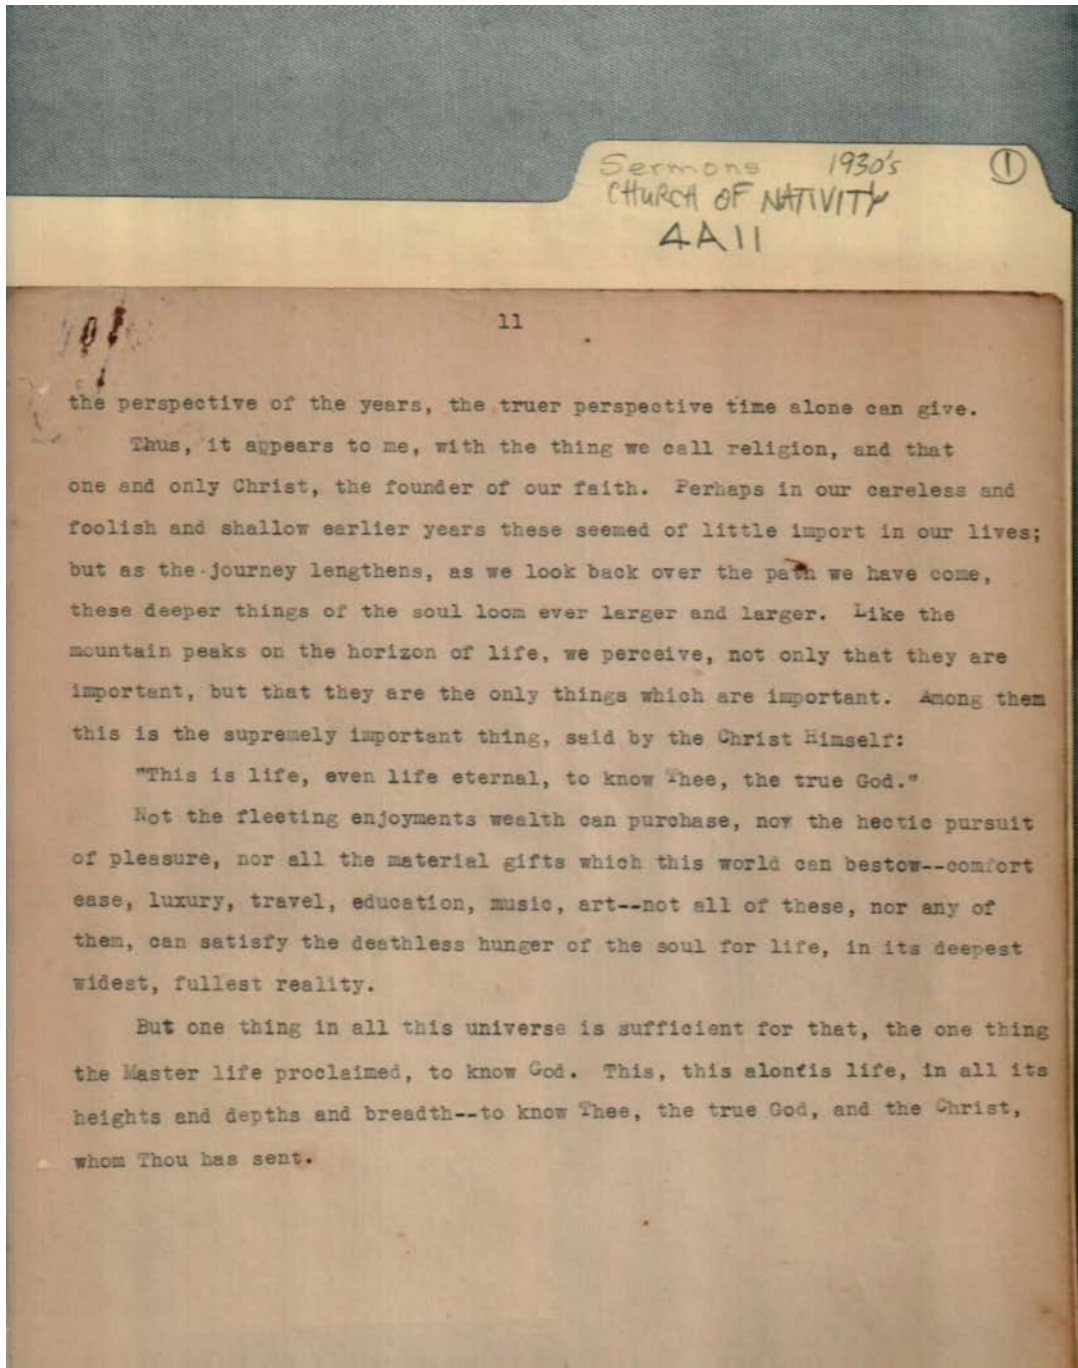 Sermons 1930's ①
CHURCH OF NATIVITY
4A11
11
the perspective of the years, the truer perspective time alone can give.
Thus, it appears to me, with the thing we call religion, and that
one and only Christ, the founder of our faith. Perhaps in our careless and
foolish and shallow earlier years these seemed of little import in our lives;
but as the journey lengthens, as we look back over the path we have come,
these deeper things of the soul loom ever larger and larger. Like the
mountain peaks on the horizon of life, we perceive, not only that they are
important, but that they are the only things which are important. Among them
this is the supremely important thing, said by the Christ Himself:
"This is life, even life eternal, to know Thee, the true God."
Not the fleeting enjoyments wealth can purchase, nor the hectic pursuit
of pleasure, nor all the material gifts which this world can bestow--comfort
ease, luxury, travel, education, music, art--not all of these, nor any of
them, can satisfy the deathless hunger of the soul for life, in its deepest
widest, fullest reality.
But one thing in all this universe is sufficient for that, the one thing
the Master life proclaimed, to know God. This, this alontis life, in all its
heights and depths and breadth--to know Thee, the true God, and the Christ,
whom Thou has sent.